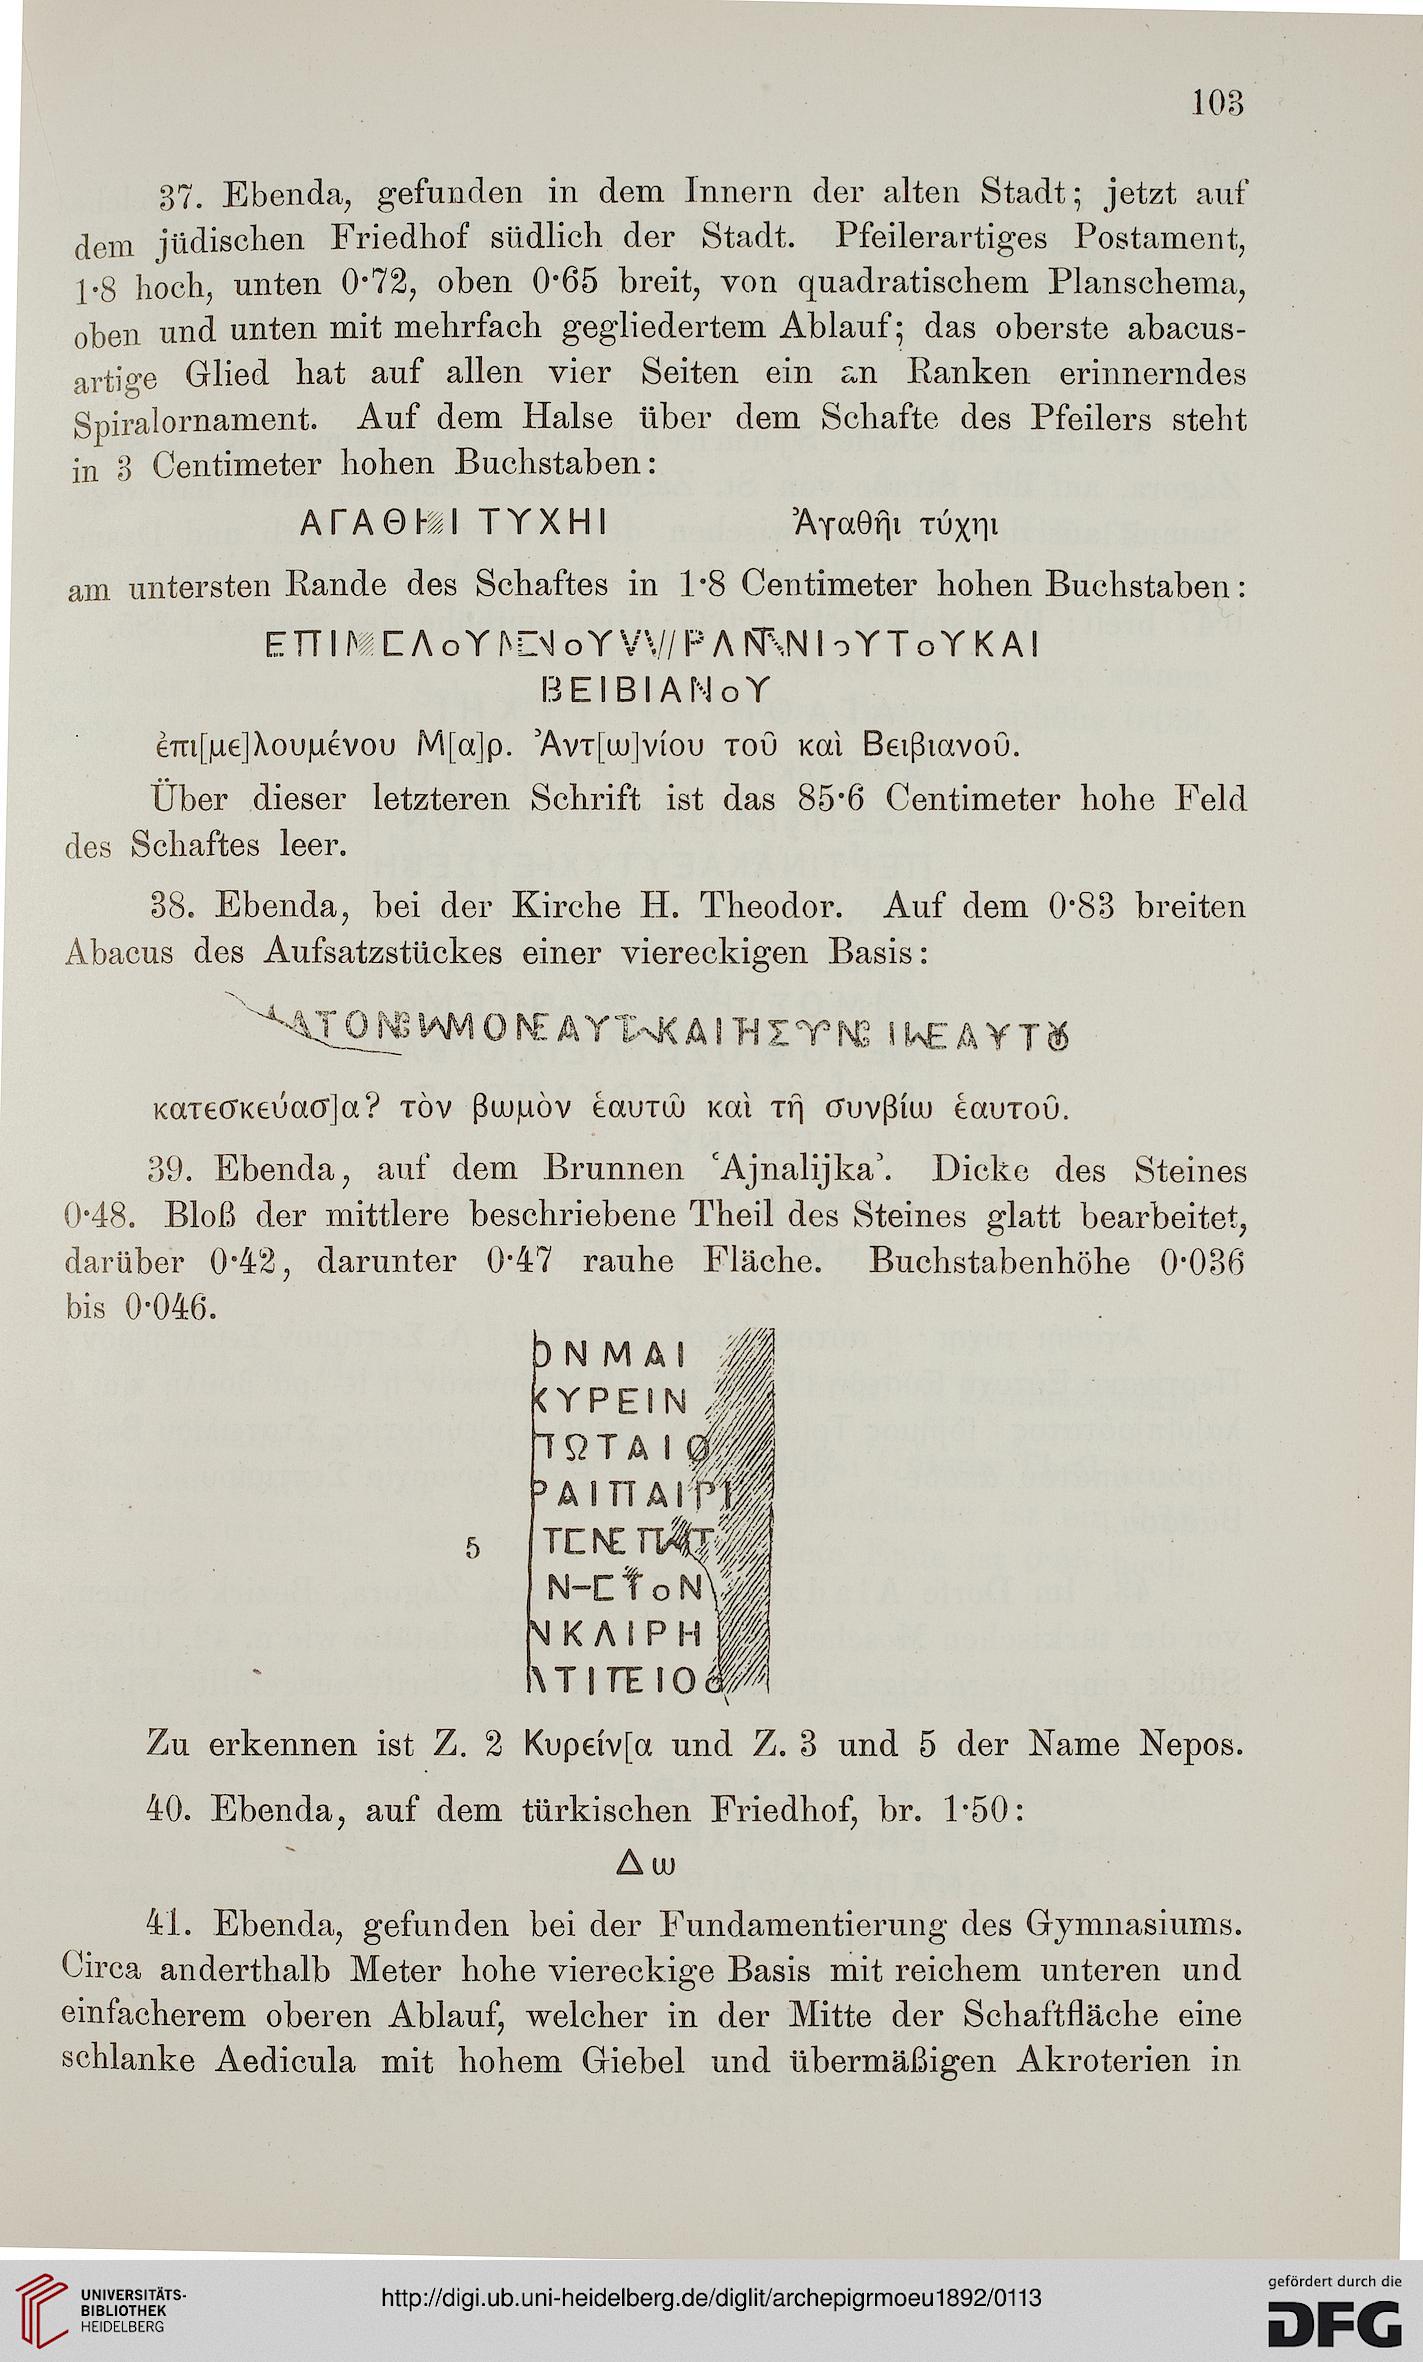 103
37. Ebenda, gefunden in dem Innern der alten Stadt; jetzt auf
dem jüdischen Friedhof südlich der Stadt. Pfeilerartiges Postament,
1·8 hoch, unten 0·72, oben 0·65 breit, von quadratischem Planschema,
oben und unten mit mehrfach gegliedertem Ablauf; das oberste abacus-
artige Glied hat auf allen vier Seiten ein an Ranken erinnerndes
Spiralornament. Auf dem Halse über dem Schafte des Pfeilers steht
in 3 Centimeter hohen Buchstaben:
ΑΓΑΘΗΙ ΤΥΧΗΙ Ἀγαθῆι τύχηι
am untersten Rande des Schaftes in 1·8 Centimeter hohen Buchstaben:
ΒΕΙΒΙΑΝοΥ
ἐπι[με]λουμένου Μ[α]ρ. Ἀντ[ω]νίου τοῦ καὶ Βειβιανοῦ.
Über dieser letzteren Schrift ist das 85·6 Centimeter hohe Feld
des Schaftes leer.
38. Ebenda, bei der Kirche H. Theodor. Auf dem 0·83 breiten
Abacus des Aufsatzstückes einer viereckigen Basis:
κατεσκεύασ]α? τὸν βωμὸν ἑαυτῶ καὶ τῆ συνβίω ἑαυτοῦ.
39. Ebenda, auf dem Brunnen ‘Ajnalijka’. Dicke des Steines
0·48. Bloß der mittlere beschriebene Theil des Steines glatt bearbeitet,
darüber 0·42, darunter 0·47 rauhe Fläche. Buchstabenhöhe 0·036
bis 0·046.
ΟΝΜΑΙ
ΚΥΡΕΙΝ
ΠΩΤΑΙΟ
ΡΑΙΠΑΙΡΙ
5
ΝΚΛΙΡΗ
Zu erkennen ist Z. 2 Κυρείν[α und Z. 3 und 5 der Name Nepos.
40. Ebenda, auf dem türkischen Friedhof, br. 1·50:
Δω
41. Ebenda, gefunden bei der Fundamentierung des Gymnasiums.
Circa anderthalb Meter hohe viereckige Basis mit reichem unteren und
einfacherem oberen Ablauf, welcher in der Mitte der Schaftfläche eine
schlanke Aedicula mit hohem Giebel und übermäßigen Akroterien in
UNIVERSITÄTS-
BIBLIOTHEK
HEIDELBERG
http://digi.ub.uni-heidelberg.de/diglit/archepigrmoeu1892/0113
gefördert durch die
DFG